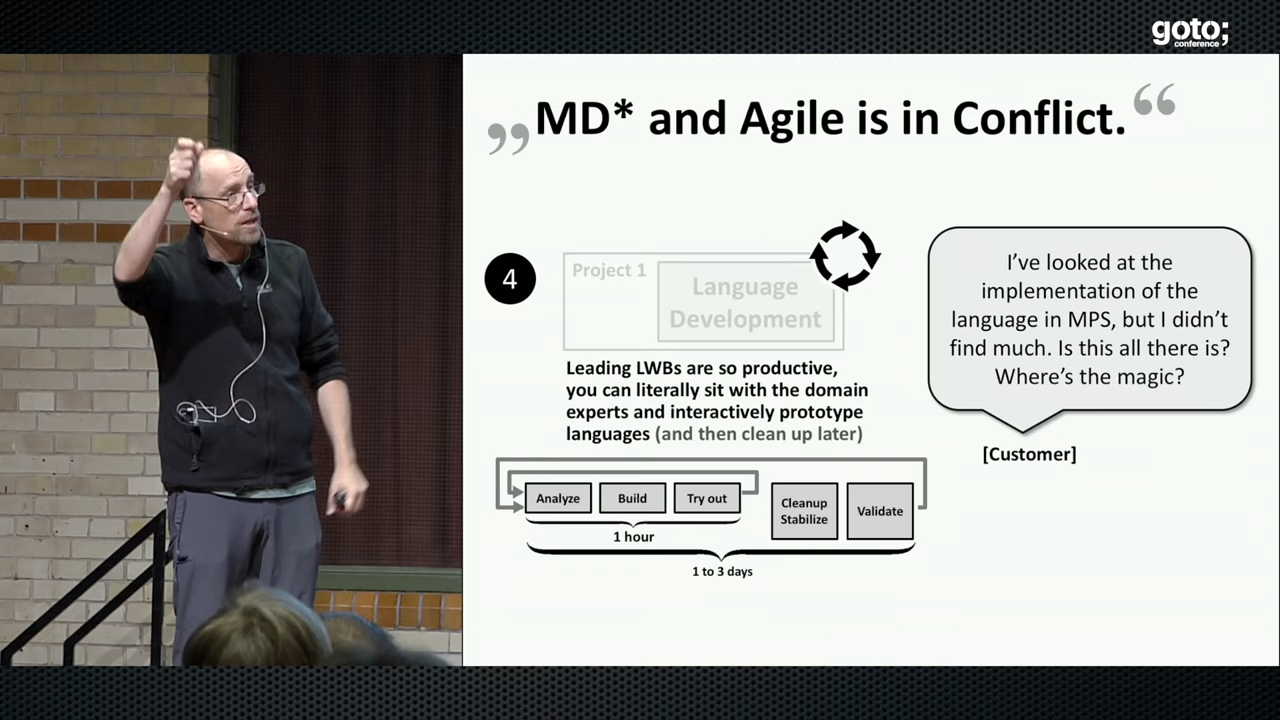 goto;
conference
„MD* and Agile is in Conflict.“
4
Project 1
Language
Development
Leading LWBs are so productive,
you can literally sit with the domain
experts and interactively prototype
languages (and then clean up later)
I’ve looked at the
implementation of the
language in MPS, but I didn’t
find much. Is this all there is?
Where’s the magic?
[Customer]
Analyze
Build
Try out
Cleanup
Stabilize
Validate
1 hour
1 to 3 days